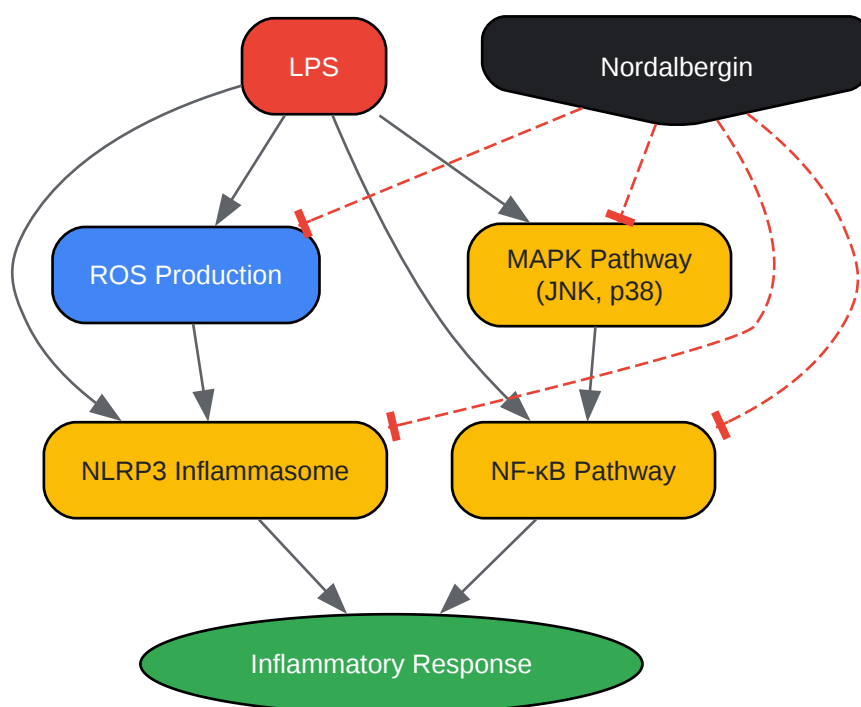 LPS
Nordalbergin
ROS Production
MAPK Pathway
(JNK, p38)
NLRP3 Inflammasome
NF-κB Pathway
Inflammatory Response